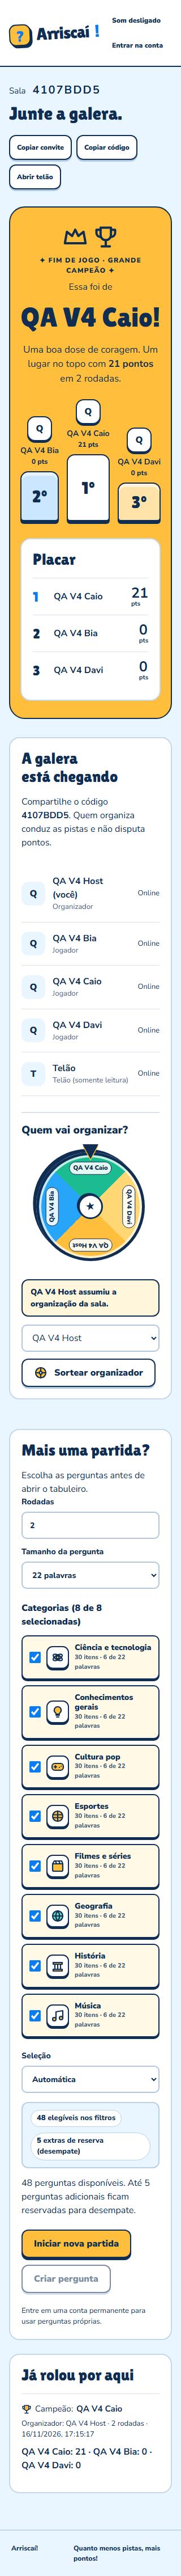 ? Arriscaí !
Som desligado
Entrar na conta
Sala 4107BDD5
Junte a galera.
Copiar convite
Copiar código
Abrir telão
✦ FIM DE JOGO · GRANDE
CAMPEÃO ✦
Essa foi de
QA V4 Caio!
Uma boa dose de coragem. Um
lugar no topo com 21 pontos
em 2 rodadas.
Q
QA V4 Bia
0 pts
2º
Q
QA V4 Caio
21 pts
1º
Q
QA V4 Davi
0 pts
3º
Placar
1 QA V4 Caio 21 pts
2 QA V4 Bia 0 pts
3 QA V4 Davi 0 pts
A galera
está chegando
Compartilhe o código
4107BDD5. Quem organiza
conduz as pistas e não disputa
pontos.
Q QA V4 Host
(você)
Organizador
Online
Q QA V4 Bia
Jogador
Online
Q QA V4 Caio
Jogador
Online
Q QA V4 Davi
Jogador
Online
T Telão
Telão (somente leitura)
Online
Quem vai organizar?
QA V4 Caio
QA V4 Bia
QA V4 Davi
QA V4 Host
QA V4 Host assumiu a
organização da sala.
QA V4 Host
Sortear organizador
Mais uma partida?
Escolha as perguntas antes de
abrir o tabuleiro.
Rodadas
2
Tamanho da pergunta
22 palavras
Categorias (8 de 8
selecionadas)
Ciência e tecnologia
30 itens · 6 de 22
palavras
Conhecimentos
gerais
30 itens · 6 de 22
palavras
Cultura pop
30 itens · 6 de 22
palavras
Esportes
30 itens · 6 de 22
palavras
Filmes e séries
30 itens · 6 de 22
palavras
Geografia
30 itens · 6 de 22
palavras
História
30 itens · 6 de 22
palavras
Música
30 itens · 6 de 22
palavras
Seleção
Automática
48 elegíveis nos filtros
5 extras de reserva
(desempate)
48 perguntas disponíveis. Até 5
perguntas adicionais ficam
reservadas para desempate.
Iniciar nova partida
Criar pergunta
Entre em uma conta permanente para
usar perguntas próprias.
Já rolou por aqui
Campeão: QA V4 Caio
Organizador: QA V4 Host · 2 rodadas ·
16/11/2026, 17:15:17
QA V4 Caio: 21 · QA V4 Bia: 0 ·
QA V4 Davi: 0
Arriscaí!
Quanto menos pistas, mais
pontos!